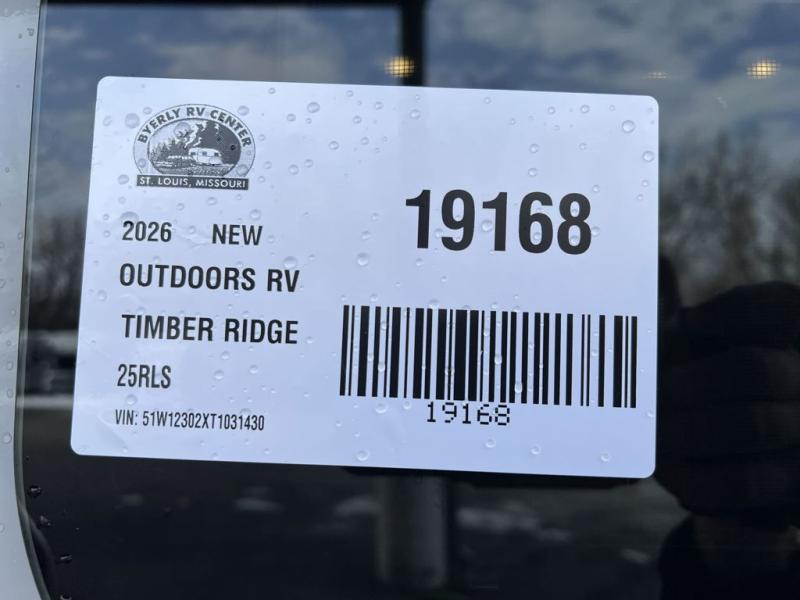 BYERLY RV CENTER
ST. LOUIS, MISSOURI
19168
2026 NEW
OUTDOORS RV
TIMBER RIDGE
25RLS
VIN: 51W12302XT1031430
19168